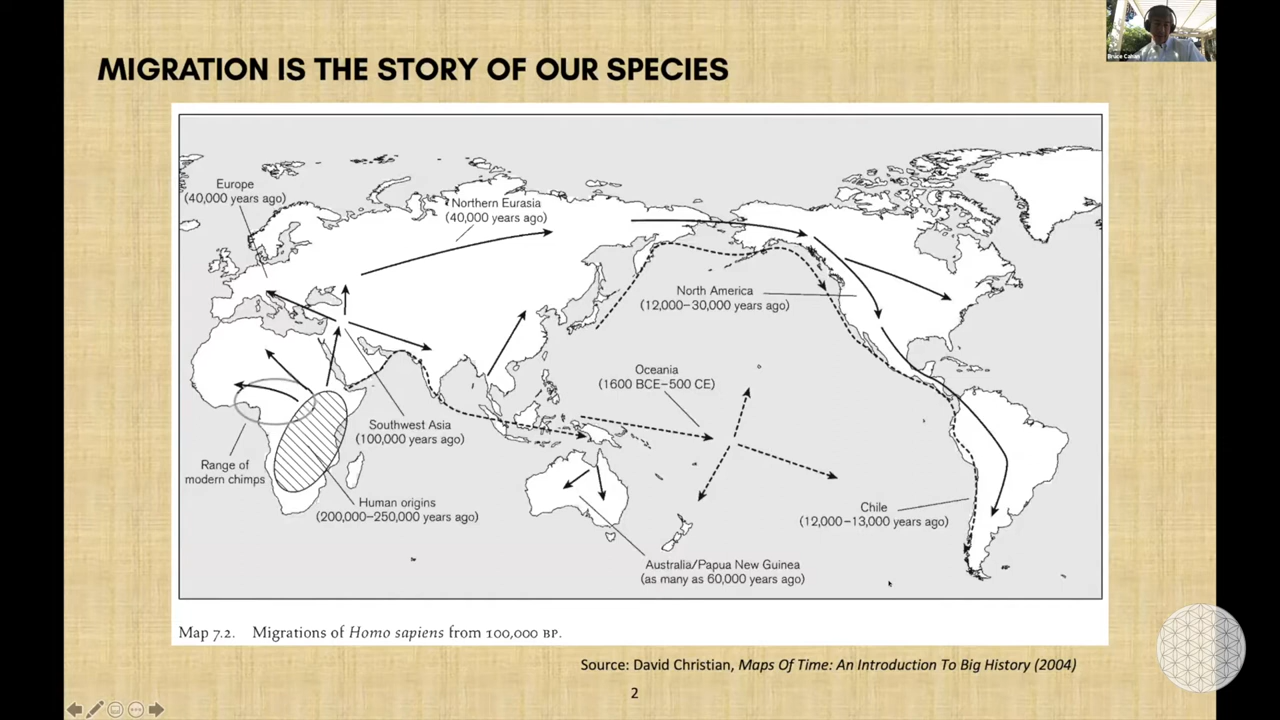 MIGRATION IS THE STORY OF OUR SPECIES
Bruce Cahan
Europe
(40,000 years ago)
Northern Eurasia
(40,000 years ago)
North America
(12,000–30,000 years ago)
Oceania
(1600 BCE–500 CE)
Southwest Asia
(100,000 years ago)
Range of
modern chimps
Human origins
(200,000–250,000 years ago)
Chile
(12,000–13,000 years ago)
Australia/Papua New Guinea
(as many as 60,000 years ago)
Map 7.2. Migrations of Homo sapiens from 100,000 BP.
Source: David Christian, Maps Of Time: An Introduction To Big History (2004)
2